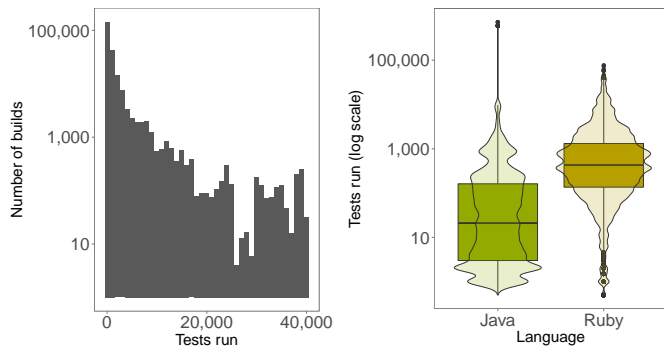 100,000
1,000
10
Number of builds
0
20,000
40,000
Tests run
100,000
1,000
10
Tests run (log scale)
Java
Ruby
Language